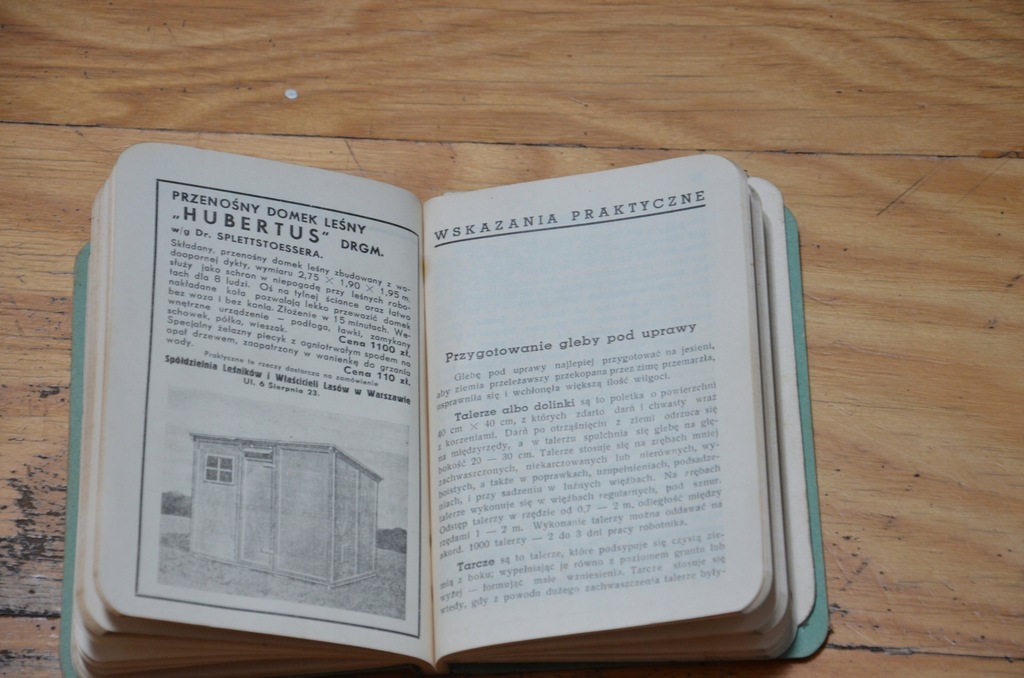 PRZENOŚNY DOMEK LEŚNY
„HUBERTUS” DRGM.
w/g Dr. SPLETTSTOESSERA.
Składany, przenośny domek leśny zbudowany z wo-
doodpornej dykty, wymiaru 2,75 × 1,90 × 1,95 m.
służy jako schron w niepogodę przy leśnych robo-
tach dla 8 ludzi. Oś na tylnej ściance oraz łatwo
nakładane koła pozwalają lekko przewozić domek
bez woza i bez konia. Złożenie w 15 minutach. We-
wnętrzne urządzenie — podłoga, ławki, zamykany
schowek, półka, wieszak. Cena 1100 zł.
Specjalny żelazny piecyk z ogniotrwałym spodem na
opał drzewem, zaopatrzony w wanienkę do grzania
wody. Cena 110 zł.
Praktyczne te rzeczy dostarcza na zamówienie
Spółdzielnia Leśników i Właścicieli Lasów w Warszawie
Ul. 6 Sierpnia 23.
WSKAZANIA PRAKTYCZNE
Przygotowanie gleby pod uprawy
Glebę pod uprawy najlepiej przygotować na jesieni,
aby ziemia przeleżawszy przekopana przez zimę przemarzła,
usprawniła się i wchłonęła większą ilość wilgoci.
Talerze albo dolinki są to poletka o powierzchni
40 cm × 40 cm, z których zdarto darń i chwasty wraz
z korzeniami. Darń po otrząśnięciu z ziemi odrzuca się
na międzyrzędy, a w talerzu spulchnia się glebę na głę-
bokość 20 — 30 cm. Talerze stosuje się na zrębach mniej
zachwaszczonych, niekarczowanych lub nierównych, wy-
boistych, a także w poprawkach, uzupełnieniach, podsadze-
niach, i przy sadzeniu w luźnych więźbach. Na zrębach
talerze wykonuje się w więźbach regularnych, pod sznur.
Odstęp talerzy w rzędzie od 0,7 — 2 m, odległość między
rzędami 1 — 2 m. Wykonanie talerzy można oddawać na
akord. 1000 talerzy — 2 do 3 dni pracy robotnika.
Tarcze są to talerze, które podsypuje się czystą zie-
mią z boku, wypełniając je równo z poziomem gruntu lub
wyżej — formując małe wzniesienia. Tarcze stosuje się
wtedy, gdy z powodu dużego zachwaszczenia talerze były-